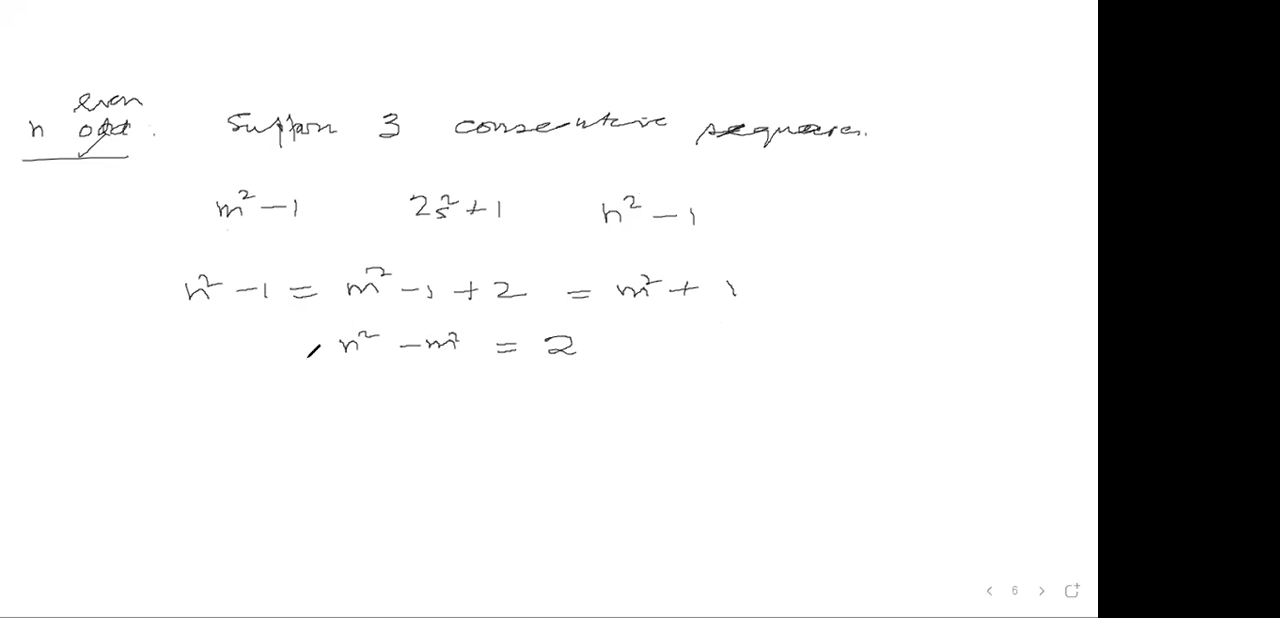 even
n odd : Suppose 3 consecutive squares.
m² - 1 2s² + 1 n² - 1
n² - 1 = m² - 1 + 2 = m² + 1
n² - m² = 2
6